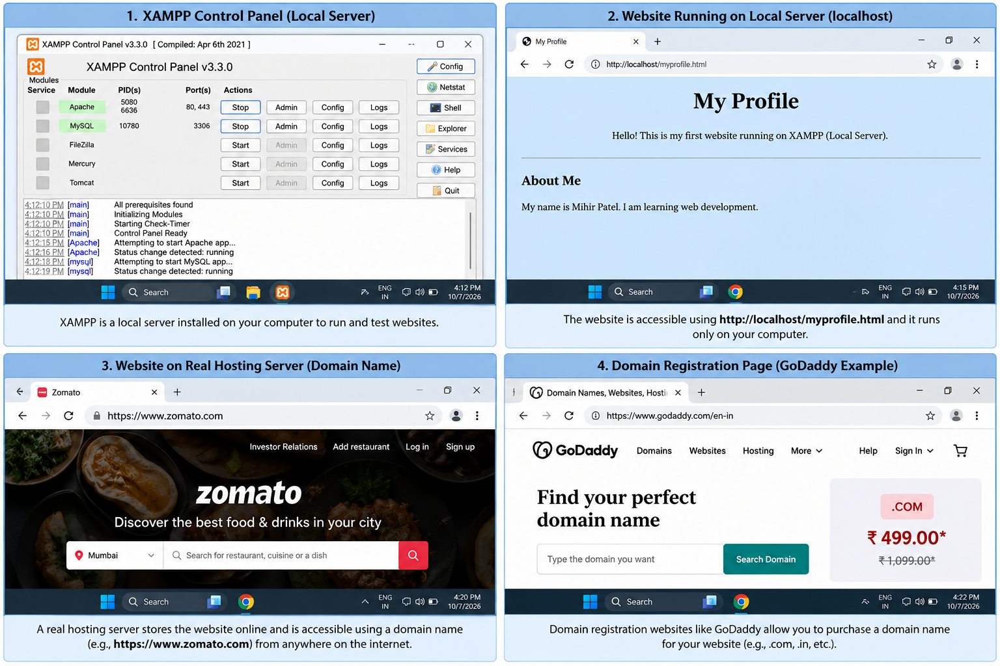 1. XAMPP Control Panel (Local Server)
XAMPP Control Panel v3.3.0 [ Compiled: Apr 6th 2021 ]
XAMPP Control Panel v3.3.0
Config
Modules
Service Module PID(s) Port(s) Actions
Netstat
Apache 5080 6636 80, 443 Stop Admin Config Logs
Shell
MySQL 10780 3306 Stop Admin Config Logs
Explorer
FileZilla Start Admin Config Logs
Services
Mercury Start Admin Config Logs
Help
Tomcat Start Admin Config Logs
Quit
4:12:10 PM [main] All prerequisites found
4:12:10 PM [main] Initializing Modules
4:12:10 PM [main] Starting Check-Timer
4:12:10 PM [main] Control Panel Ready
4:12:15 PM [Apache] Attempting to start Apache app...
4:12:16 PM [Apache] Status change detected: running
4:12:18 PM [mysql] Attempting to start MySQL app...
4:12:19 PM [mysql] Status change detected: running
Search
ENG
IN
4:12 PM
10/7/2026
XAMPP is a local server installed on your computer to run and test websites.
2. Website Running on Local Server (localhost)
My Profile
http://localhost/myprofile.html
My Profile
Hello! This is my first website running on XAMPP (Local Server).
About Me
My name is Mihir Patel. I am learning web development.
Search
ENG
IN
4:15 PM
10/7/2026
The website is accessible using http://localhost/myprofile.html and it runs
only on your computer.
3. Website on Real Hosting Server (Domain Name)
Zomato
https://www.zomato.com
Investor Relations Add restaurant Log in Sign up
zomato
Discover the best food & drinks in your city
Mumbai Search for restaurant, cuisine or a dish
Search
ENG
IN
4:20 PM
10/7/2026
A real hosting server stores the website online and is accessible using a domain name
(e.g., https://www.zomato.com) from anywhere on the internet.
4. Domain Registration Page (GoDaddy Example)
Domain Names, Websites, Hosti
https://www.godaddy.com/en-in
GoDaddy Domains Websites Hosting More Help Sign In
Find your perfect
domain name
Type the domain you want Search Domain
.COM
₹ 499.00*
₹ 1,099.00*
Search
ENG
IN
4:22 PM
10/7/2026
Domain registration websites like GoDaddy allow you to purchase a domain name
for your website (e.g., .com, .in, etc.).